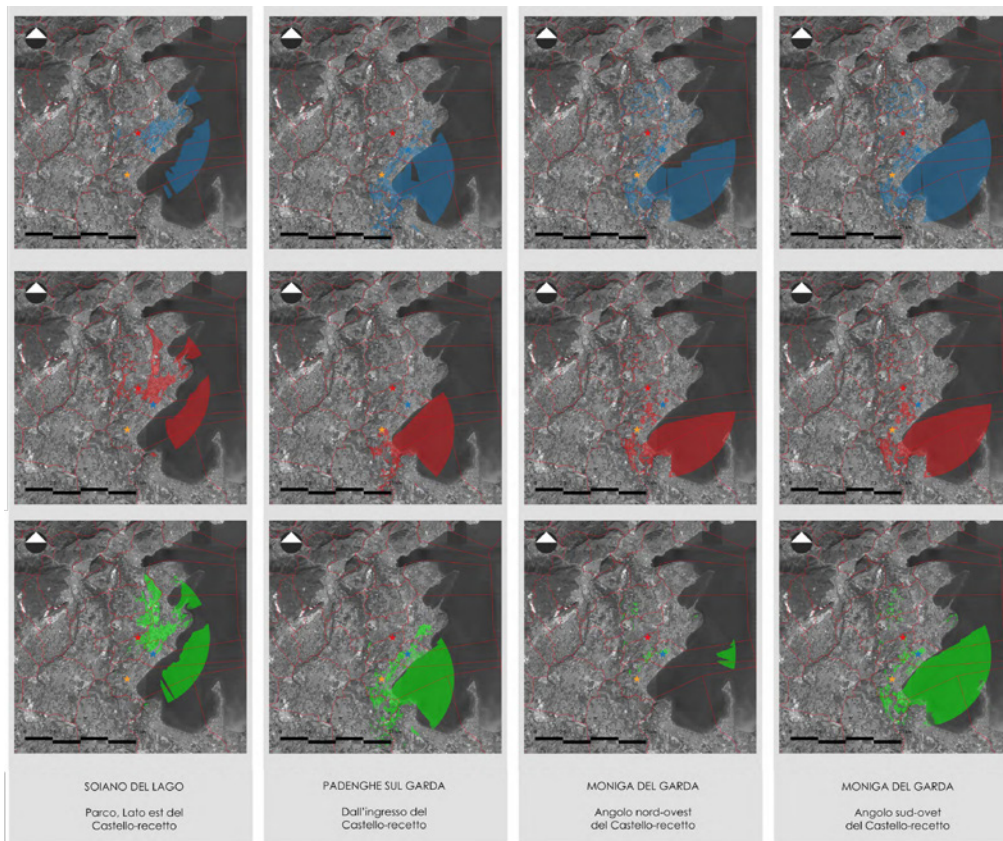 SOIANO DEL LAGO
Parco, Lato est del
Castello-recetto
PADENGHE SUL GARDA
Dall'ingresso del
Castello-recetto
MONIGA DEL GARDA
Angolo nord-ovest
del Castello-recetto
MONIGA DEL GARDA
Angolo sud-ovet
del Castello-recetto